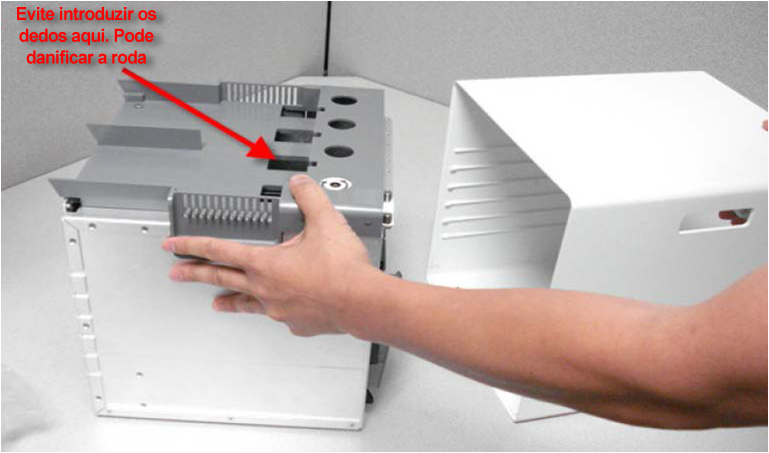 Evite introduzir os
dedos aqui. Pode
danificar a roda